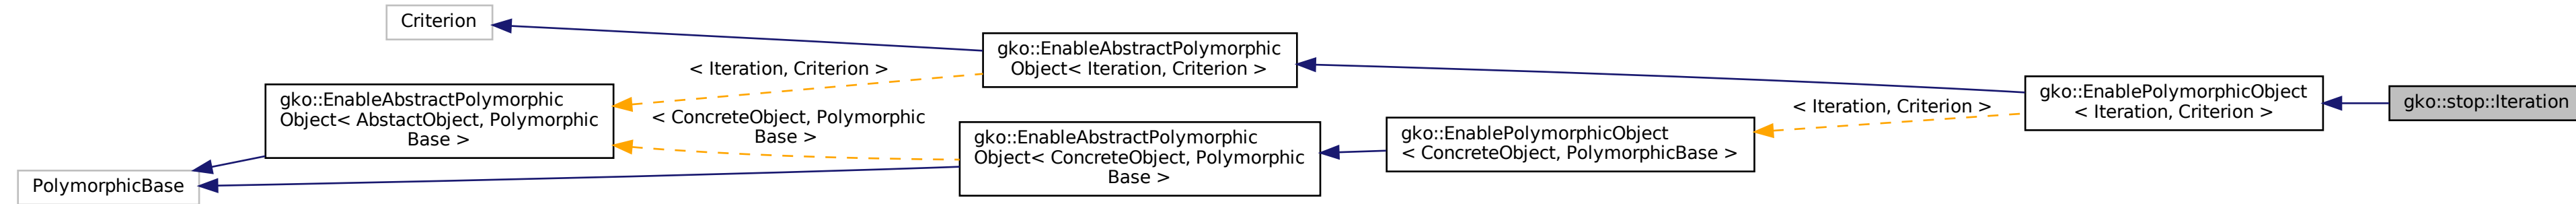 Criterion
gko::EnableAbstractPolymorphic
Object< Iteration, Criterion >
< Iteration, Criterion >
gko::EnablePolymorphicObject
< Iteration, Criterion >
gko::stop::Iteration
gko::EnableAbstractPolymorphic
Object< AbstactObject, Polymorphic
Base >
< ConcreteObject, Polymorphic
Base >
< Iteration, Criterion >
gko::EnableAbstractPolymorphic
Object< ConcreteObject, Polymorphic
Base >
gko::EnablePolymorphicObject
< ConcreteObject, PolymorphicBase >
PolymorphicBase